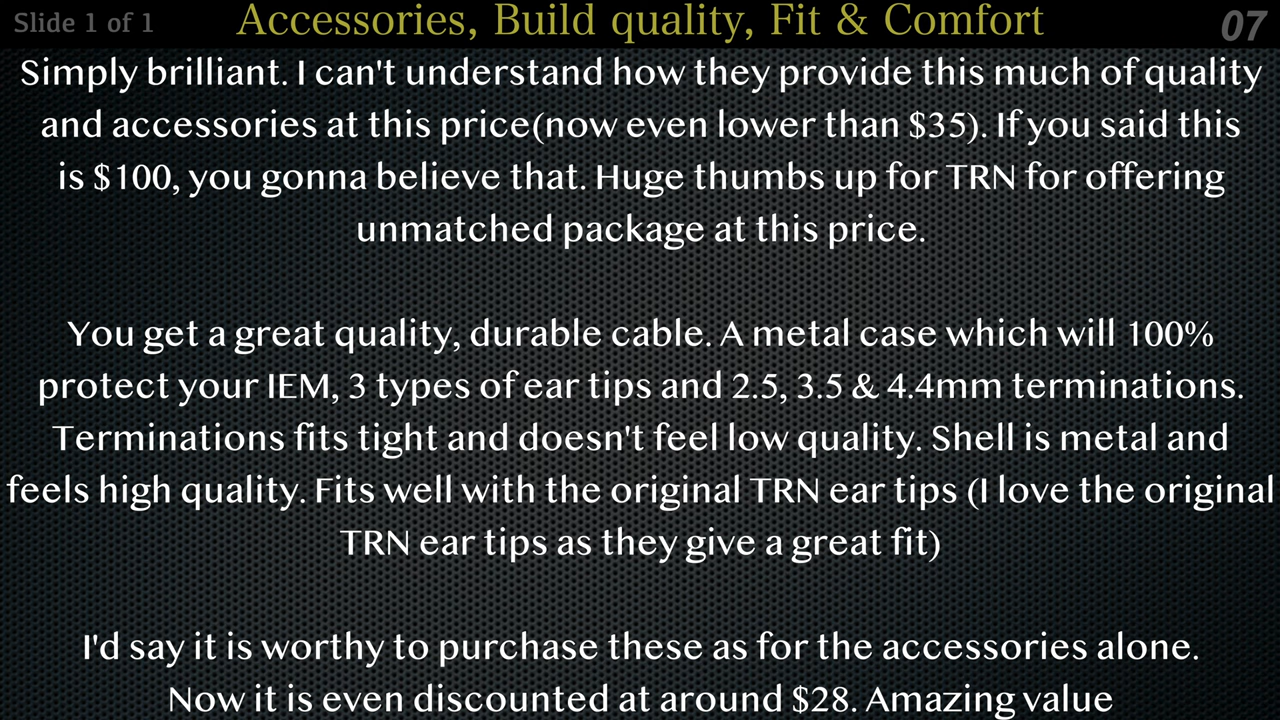 Slide 1 of 1
Accessories, Build quality, Fit & Comfort
07
Simply brilliant. I can't understand how they provide this much of quality
and accessories at this price(now even lower than $35). If you said this
is $100, you gonna believe that. Huge thumbs up for TRN for offering
unmatched package at this price.
You get a great quality, durable cable. A metal case which will 100%
protect your IEM, 3 types of ear tips and 2.5, 3.5 & 4.4mm terminations.
Terminations fits tight and doesn't feel low quality. Shell is metal and
feels high quality. Fits well with the original TRN ear tips (I love the original
TRN ear tips as they give a great fit)
I'd say it is worthy to purchase these as for the accessories alone.
Now it is even discounted at around $28. Amazing value